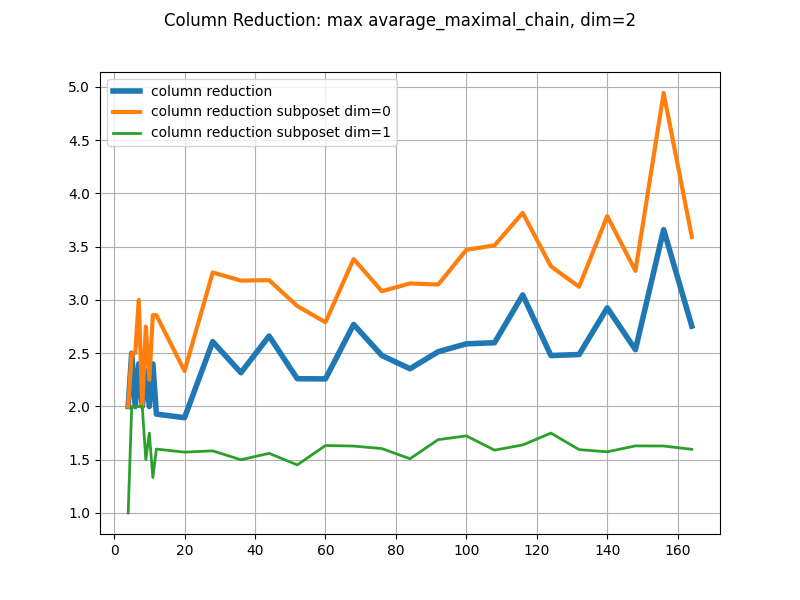 Column Reduction: max avarage_maximal_chain, dim=2
column reduction
column reduction subposet dim=0
column reduction subposet dim=1
5.0
4.5
4.0
3.5
3.0
2.5
2.0
1.5
1.0
0 20 40 60 80 100 120 140 160